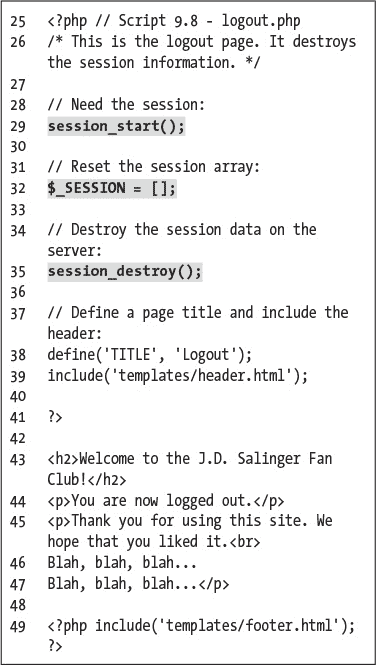 25 <?php // Script 9.8 - logout.php
26 /* This is the logout page. It destroys
the session information. */
27
28 // Need the session:
29 session_start();
30
31 // Reset the session array:
32 $_SESSION = [];
33
34 // Destroy the session data on the
server:
35 session_destroy();
36
37 // Define a page title and include the
header:
38 define('TITLE', 'Logout');
39 include('templates/header.html');
40
41 ?>
42
43 <h2>Welcome to the J.D. Salinger Fan
Club!</h2>
44 <p>You are now logged out.</p>
45 <p>Thank you for using this site. We
hope that you liked it.<br>
46 Blah, blah, blah...
47 Blah, blah, blah...</p>
48
49 <?php include('templates/footer.html');
?>